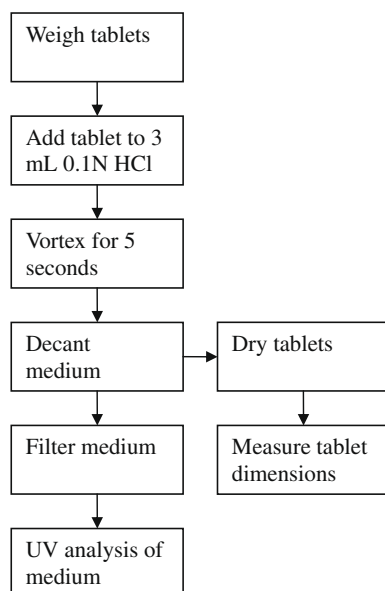 Weigh tablets
Add tablet to 3
mL 0.1N HCl
Vortex for 5
seconds
Decant
medium
Dry tablets
Filter medium
Measure tablet
dimensions
UV analysis of
medium